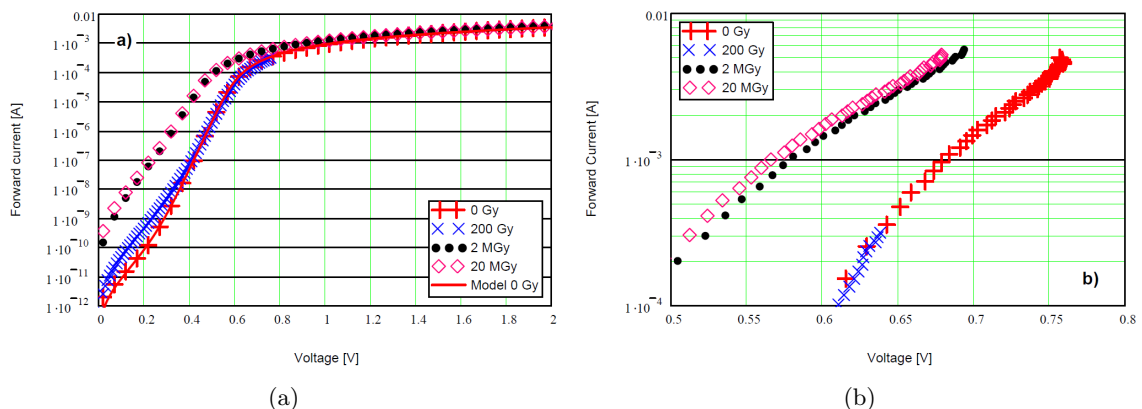 a)
0.01
1·10⁻³
1·10⁻⁴
1·10⁻⁵
1·10⁻⁶
1·10⁻⁷
1·10⁻⁸
1·10⁻⁹
1·10⁻¹⁰
1·10⁻¹¹
1·10⁻¹²
Forward current [A]
0 Gy
200 Gy
2 MGy
20 MGy
Model 0 Gy
0 0.2 0.4 0.6 0.8 1 1.2 1.4 1.6 1.8 2
Voltage [V]
(a)
0.01
1·10⁻³
1·10⁻⁴
Forward Current [A]
0 Gy
200 Gy
2 MGy
20 MGy
b)
0.5 0.55 0.6 0.65 0.7 0.75 0.8
Voltage [V]
(b)